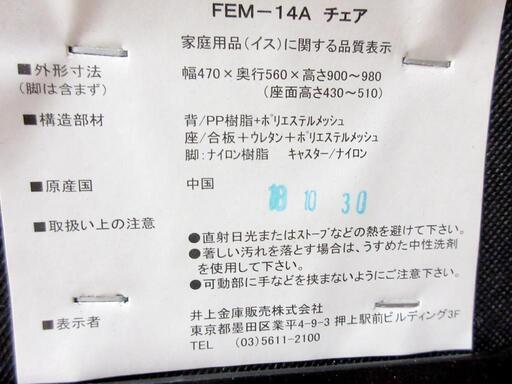 FEM－14A チェア
家庭用品(イス)に関する品質表示
■外形寸法 幅470×奥行560×高さ900～980
(脚は含まず) (座面高さ430～510)
■構造部材 背/PP樹脂+ﾎﾟﾘｴｽﾃﾙﾒｯｼｭ
座/合板＋ウレタン＋ポリエステルメッシュ
脚:ナイロン樹脂 キャスター/ナイロン
■原産国 中国
18 10 30
■取扱い上の注意
●直射日光またはｽﾄｰﾌﾞなどの熱を避けて下さい。
●著しい汚れを落とす場合は、うすめた中性洗剤
を使用して下さい。
●可動部に手などを挟まないようにご注意下さい。
井上金庫販売株式会社
■表示者 東京都墨田区業平4-9-3 押上駅前ビルディング3F
TEL (03)5611-2100